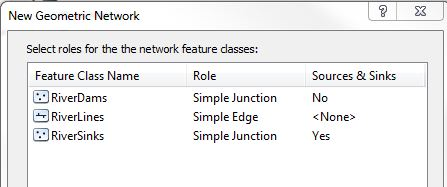 New Geometric Network
Select roles for the the network feature classes:
Feature Class Name Role Sources & Sinks
RiverDams Simple Junction No
RiverLines Simple Edge <None>
RiverSinks Simple Junction Yes